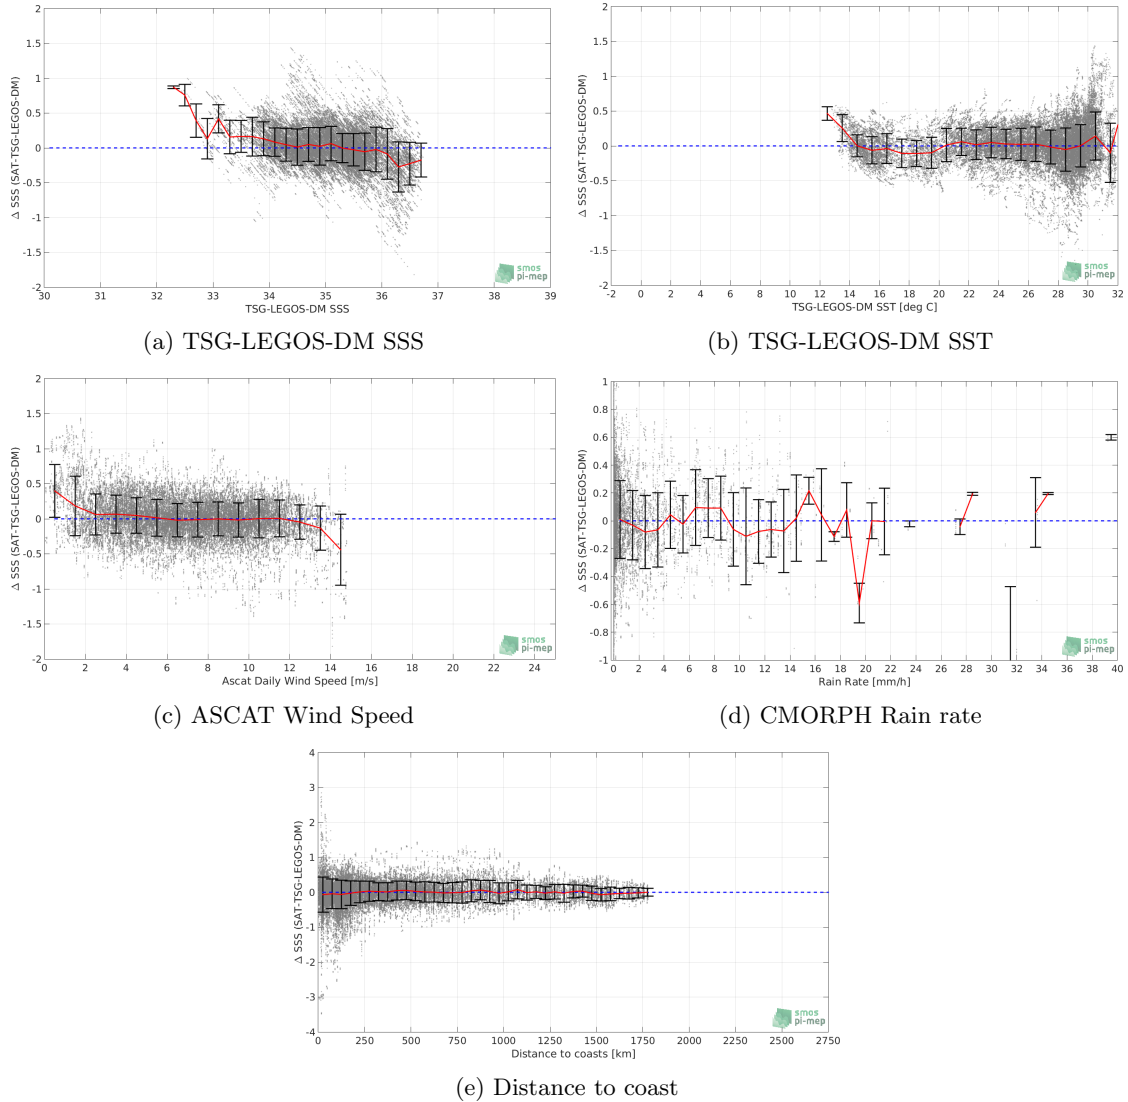 2
1.5
1
0.5
0
-0.5
-1
-1.5
-2
Δ SSS (SAT-TSG-LEGOS-DM)
30 31 32 33 34 35 36 37 38 39
TSG-LEGOS-DM SSS
smos
pi-mep
(a) TSG-LEGOS-DM SSS
2
1.5
1
0.5
0
-0.5
-1
-1.5
-2
Δ SSS (SAT-TSG-LEGOS-DM)
-2 0 2 4 6 8 10 12 14 16 18 20 22 24 26 28 30 32
TSG-LEGOS-DM SST [deg C]
smos
pi-mep
(b) TSG-LEGOS-DM SST
2
1.5
1
0.5
0
-0.5
-1
-1.5
-2
Δ SSS (SAT-TSG-LEGOS-DM)
0 2 4 6 8 10 12 14 16 18 20 22 24
Ascat Daily Wind Speed [m/s]
smos
pi-mep
(c) ASCAT Wind Speed
1
0.8
0.6
0.4
0.2
0
-0.2
-0.4
-0.6
-0.8
-1
Δ SSS (SAT-TSG-LEGOS-DM)
0 2 4 6 8 10 12 14 16 18 20 22 24 26 28 30 32 34 36 38 40
Rain Rate [mm/h]
smos
pi-mep
(d) CMORPH Rain rate
4
3
2
1
0
-1
-2
-3
-4
Δ SSS (SAT-TSG-LEGOS-DM)
0 250 500 750 1000 1250 1500 1750 2000 2250 2500 2750
Distance to coasts [km]
smos
pi-mep
(e) Distance to coast